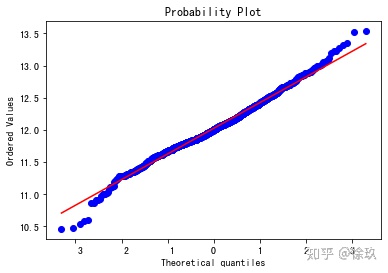 Probability Plot
13.5
13.0
12.5
12.0
11.5
11.0
10.5
Ordered Values
3 2 1 0 1 2 3
Theoretical quantiles
知乎 @徐玖